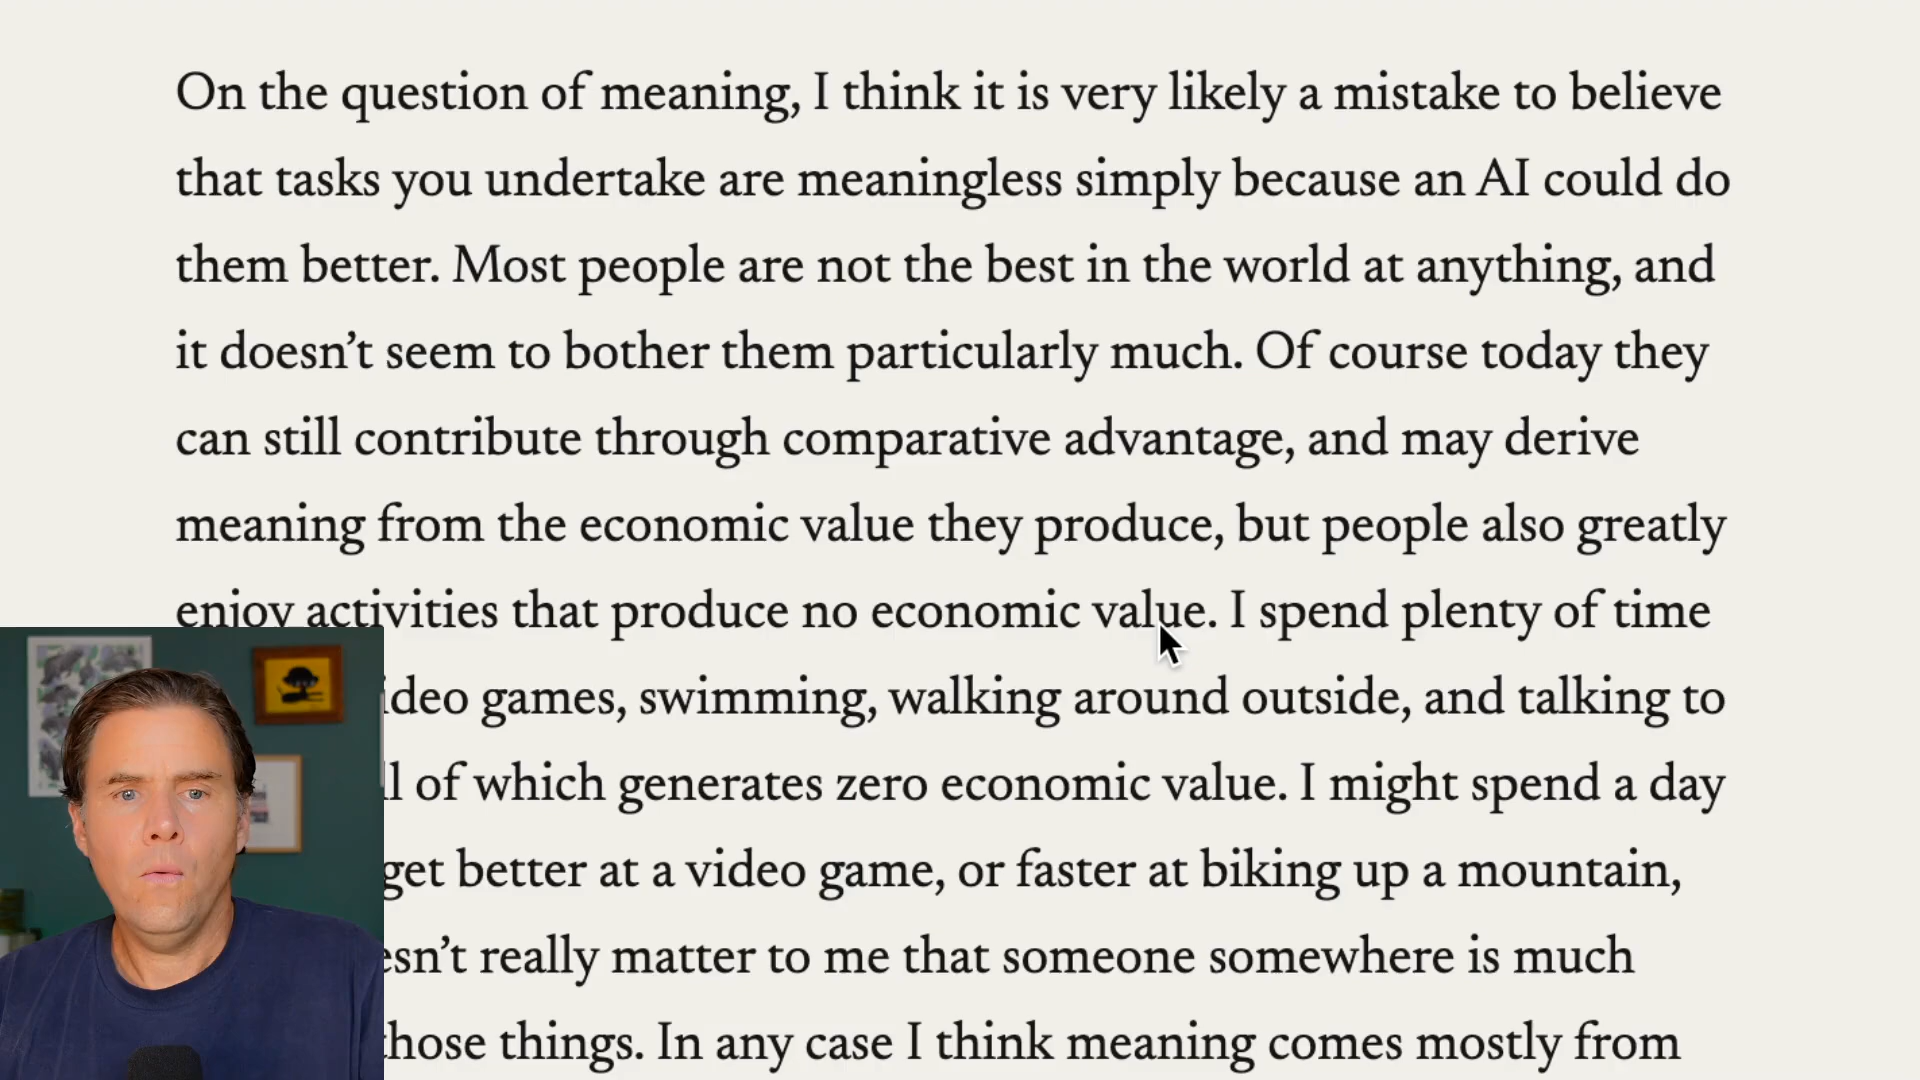 On the question of meaning, I think it is very likely a mistake to believe
that tasks you undertake are meaningless simply because an AI could do
them better. Most people are not the best in the world at anything, and
it doesn’t seem to bother them particularly much. Of course today they
can still contribute through comparative advantage, and may derive
meaning from the economic value they produce, but people also greatly
enjoy activities that produce no economic value. I spend plenty of time
games, swimming, walking around outside, and talking to
of which generates zero economic value. I might spend a day
get better at a video game, or faster at biking up a mountain,
really matter to me that someone somewhere is much
those things. In any case I think meaning comes mostly from